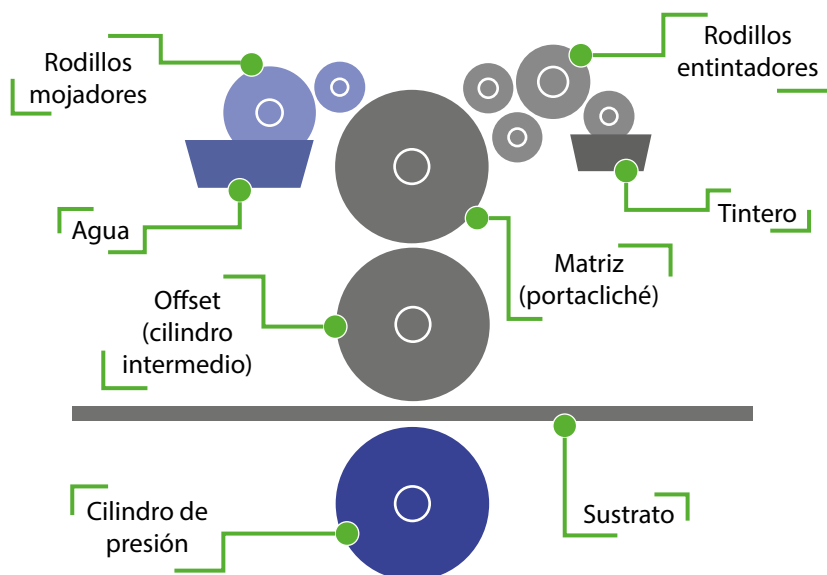 Rodillos
mojadores
Rodillos
entintadores
Agua
Tintero
Matriz
(portacliché)
Offset
(cilindro
intermedio)
Cilindro de
presión
Sustrato